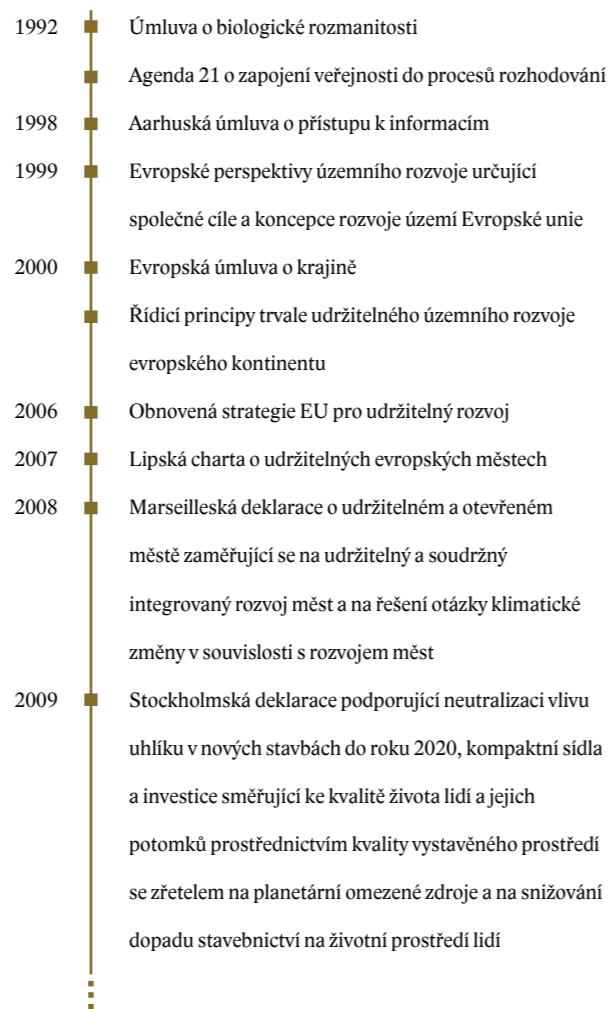 1992 Úmluva o biologické rozmanitosti
Agenda 21 o zapojení veřejnosti do procesů rozhodování
1998 Aarhuská úmluva o přístupu k informacím
1999 Evropské perspektivy územního rozvoje určující
společné cíle a koncepce rozvoje území Evropské unie
2000 Evropská úmluva o krajině
Řídicí principy trvale udržitelného územního rozvoje
evropského kontinentu
2006 Obnovená strategie EU pro udržitelný rozvoj
2007 Lipská charta o udržitelných evropských městech
2008 Marseilleská deklarace o udržitelném a otevřeném
městě zaměřující se na udržitelný a soudržný
integrovaný rozvoj měst a na řešení otázky klimatické
změny v souvislosti s rozvojem měst
2009 Stockholmská deklarace podporující neutralizaci vlivu
uhlíku v nových stavbách do roku 2020, kompaktní sídla
a investice směřující ke kvalitě života lidí a jejich
potomků prostřednictvím kvality vystavěného prostředí
se zřetelem na planetární omezené zdroje a na snižování
dopadu stavebnictví na životní prostředí lidí